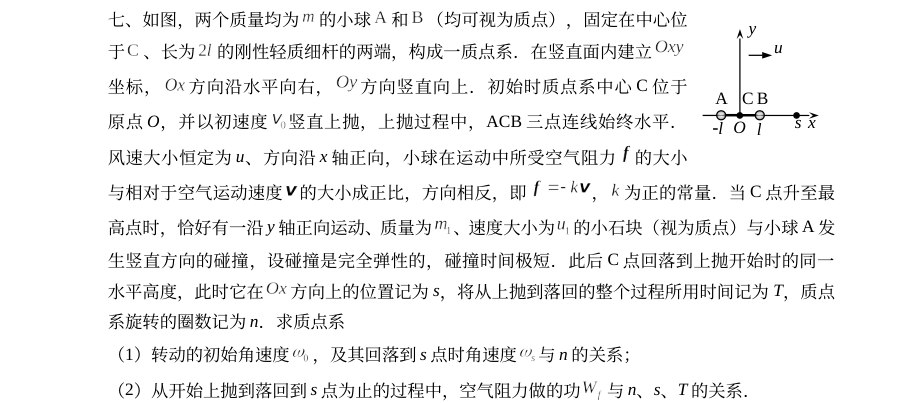 七、如图，两个质量均为 m 的小球 A 和 B（均可视为质点），固定在中心位
于 C 、长为 2l 的刚性轻质细杆的两端，构成一质点系．在竖直面内建立 Oxy
坐标， Ox 方向沿水平向右， Oy 方向竖直向上．初始时质点系中心 C 位于
原点 O，并以初速度 v₀ 竖直上抛，上抛过程中，ACB 三点连线始终水平．
风速大小恒定为 u、方向沿 x 轴正向，小球在运动中所受空气阻力 f 的大小
与相对于空气运动速度 v 的大小成正比，方向相反，即 f =- kv， k 为正的常量．当 C 点升至最
高点时，恰好有一沿 y 轴正向运动、质量为 m₁、速度大小为 u₁ 的小石块（视为质点）与小球 A 发
生竖直方向的碰撞，设碰撞是完全弹性的，碰撞时间极短．此后 C 点回落到上抛开始时的同一
水平高度，此时它在 Ox 方向上的位置记为 s，将从上抛到落回的整个过程所用时间记为 T，质点
系旋转的圈数记为 n．求质点系
（1）转动的初始角速度 ω₀ ，及其回落到 s 点时角速度 ωₛ 与 n 的关系；
（2）从开始上抛到落回到 s 点为止的过程中，空气阻力做的功 W_f 与 n、s、T 的关系．
y
u
A C B
-l O l s x